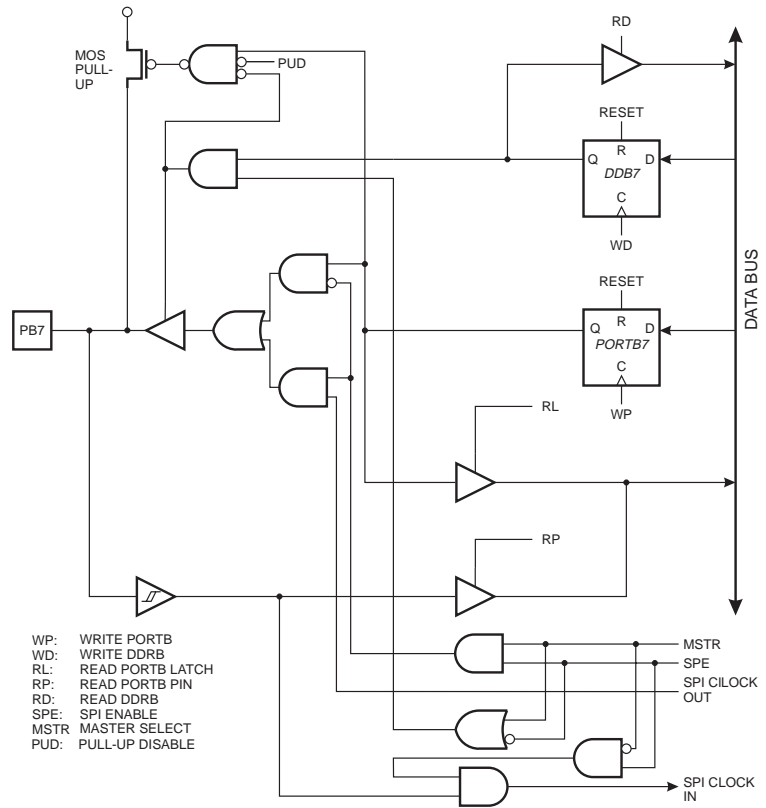 RD
MOS
PULL-
UP
PUD
RESET
R
Q D
DDB7
C
WD
DATA BUS
RESET
R
Q D
PORTB7
C
WP
PB7
RL
RP
MSTR
SPE
SPI ClLOCK
OUT
SPI CLOCK
IN
WP: WRITE PORTB
WD: WRITE DDRB
RL: READ PORTB LATCH
RP: READ PORTB PIN
RD: READ DDRB
SPE: SPI ENABLE
MSTR MASTER SELECT
PUD: PULL-UP DISABLE